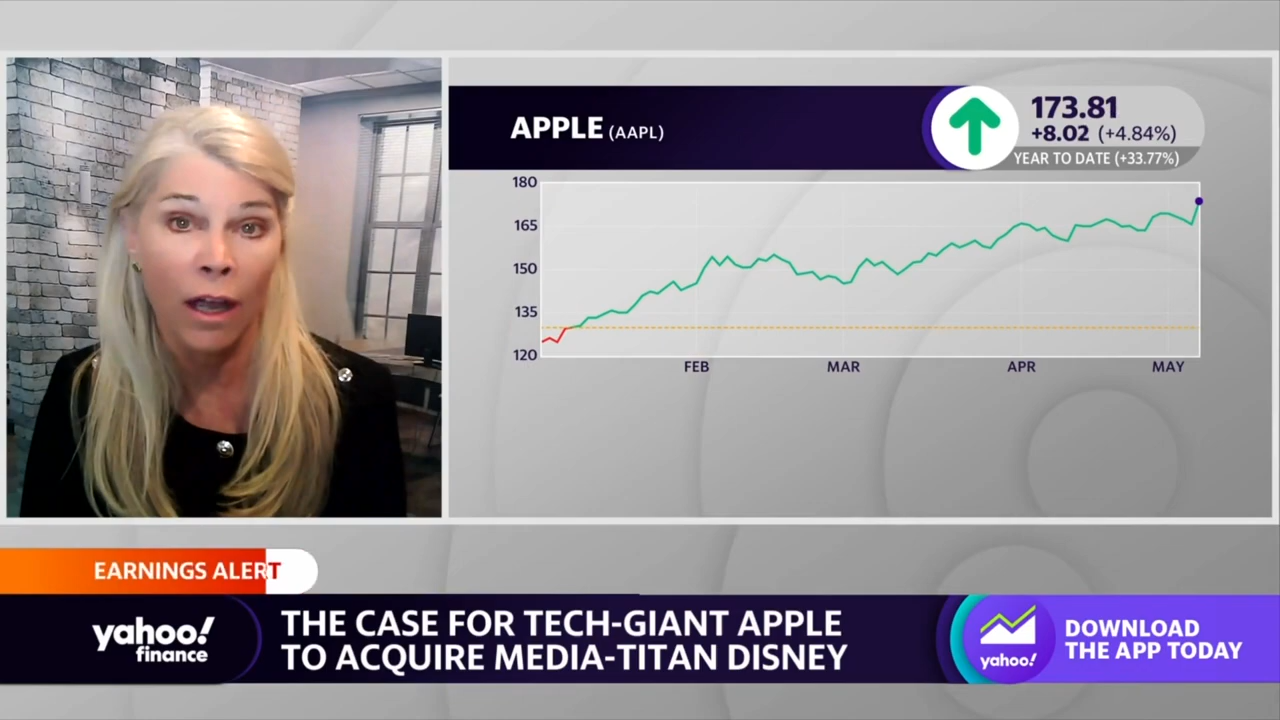 APPLE (AAPL)
173.81
+8.02 (+4.84%)
YEAR TO DATE (+33.77%)
180
165
150
135
120
FEB MAR APR MAY
EARNINGS ALERT
yahoo!
finance
THE CASE FOR TECH-GIANT APPLE
TO ACQUIRE MEDIA-TITAN DISNEY
yahoo!
DOWNLOAD
THE APP TODAY